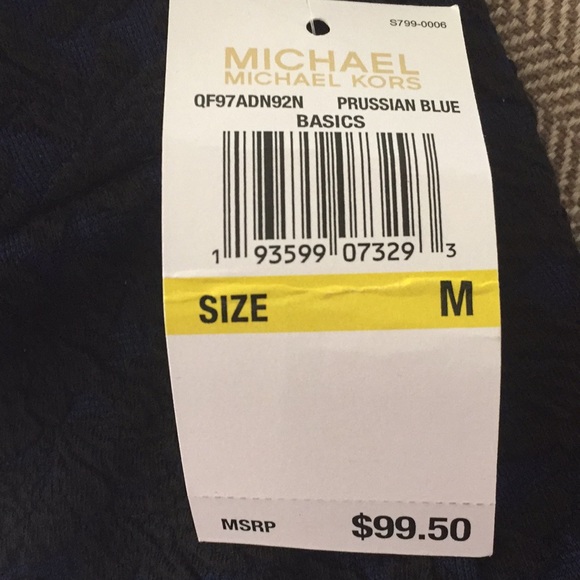 S799-0006
MICHAEL
MICHAEL KORS
QF97ADN92N PRUSSIAN BLUE
BASICS
1 93599 07329 3
SIZE M
MSRP $99.50